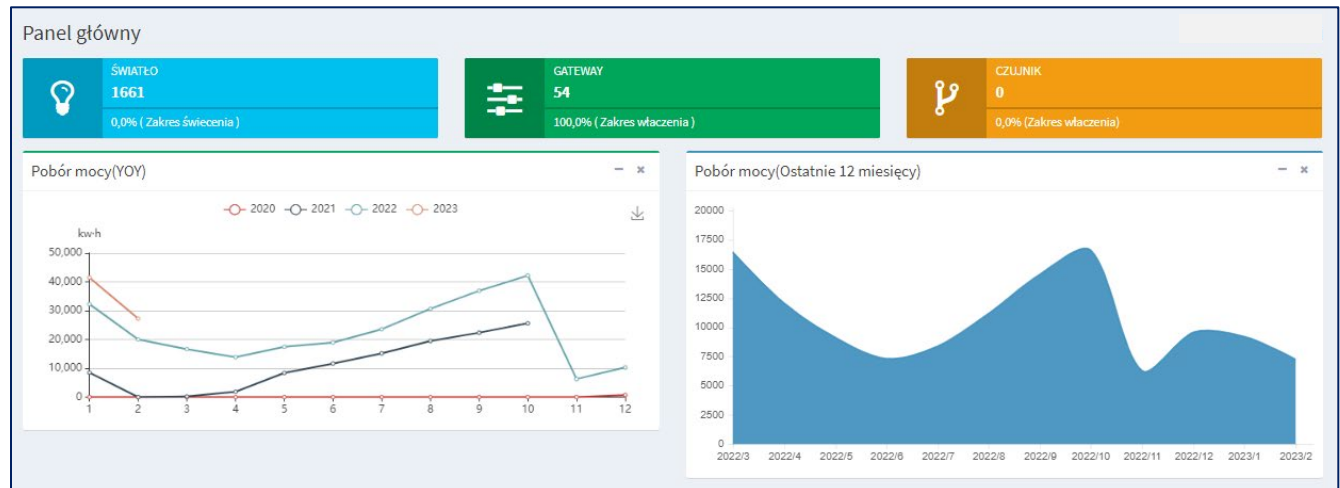 Panel główny
ŚWIATŁO
1661
0,0% ( Zakres świecenia )
GATEWAY
54
100,0% ( Zakres właczenia )
CZUJNIK
0
0,0% (Zakres właczenia)
Pobór mocy(YOY)
2020 2021 2022 2023
kw·h
50,000
40,000
30,000
20,000
10,000
0
1 2 3 4 5 6 7 8 9 10 11 12
Pobór mocy(Ostatnie 12 miesięcy)
20000
17500
15000
12500
10000
7500
5000
2500
0
2022/3 2022/4 2022/5 2022/6 2022/7 2022/8 2022/9 2022/10 2022/11 2022/12 2023/1 2023/2